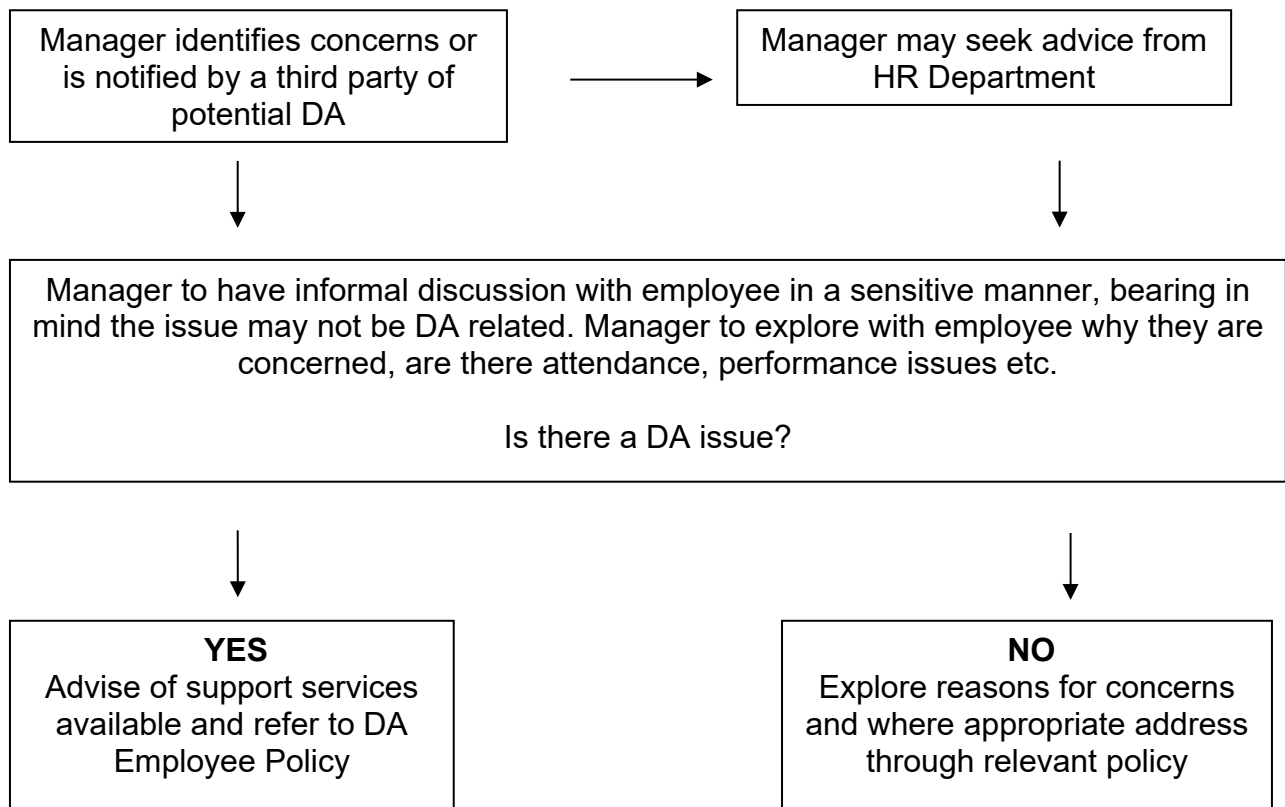 Manager identifies concerns or
is notified by a third party of
potential DA
Manager may seek advice from
HR Department
Manager to have informal discussion with employee in a sensitive manner, bearing in
mind the issue may not be DA related. Manager to explore with employee why they are
concerned, are there attendance, performance issues etc.
Is there a DA issue?
YES
Advise of support services
available and refer to DA
Employee Policy
NO
Explore reasons for concerns
and where appropriate address
through relevant policy